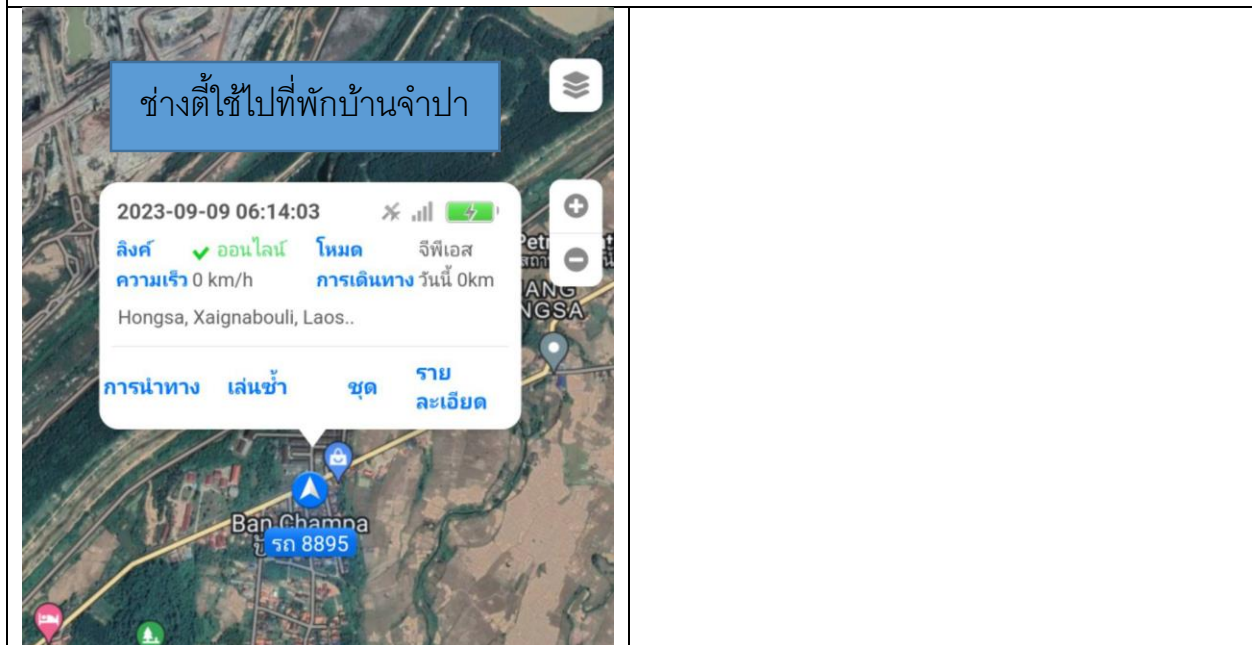 ช่างตี้ใช้ไปที่พักบ้านจำปา
2023-09-09 06:14:03
ลิงค์ ออนไลน์ โหมด จีพีเอส
ความเร็ว 0 km/h การเดินทาง วันนี้ 0km
Hongsa, Xaignabouli, Laos..
การนำทาง เล่นซ้ำ ชุด ราย
ละเอียด
Ban Champa
รถ 8895